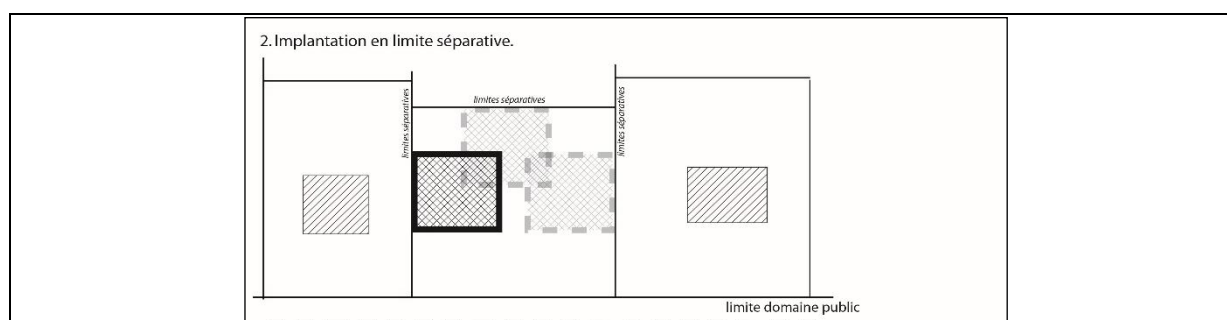 2. Implantation en limite séparative.
limites séparatives
limites séparatives
limites séparatives
limite domaine public